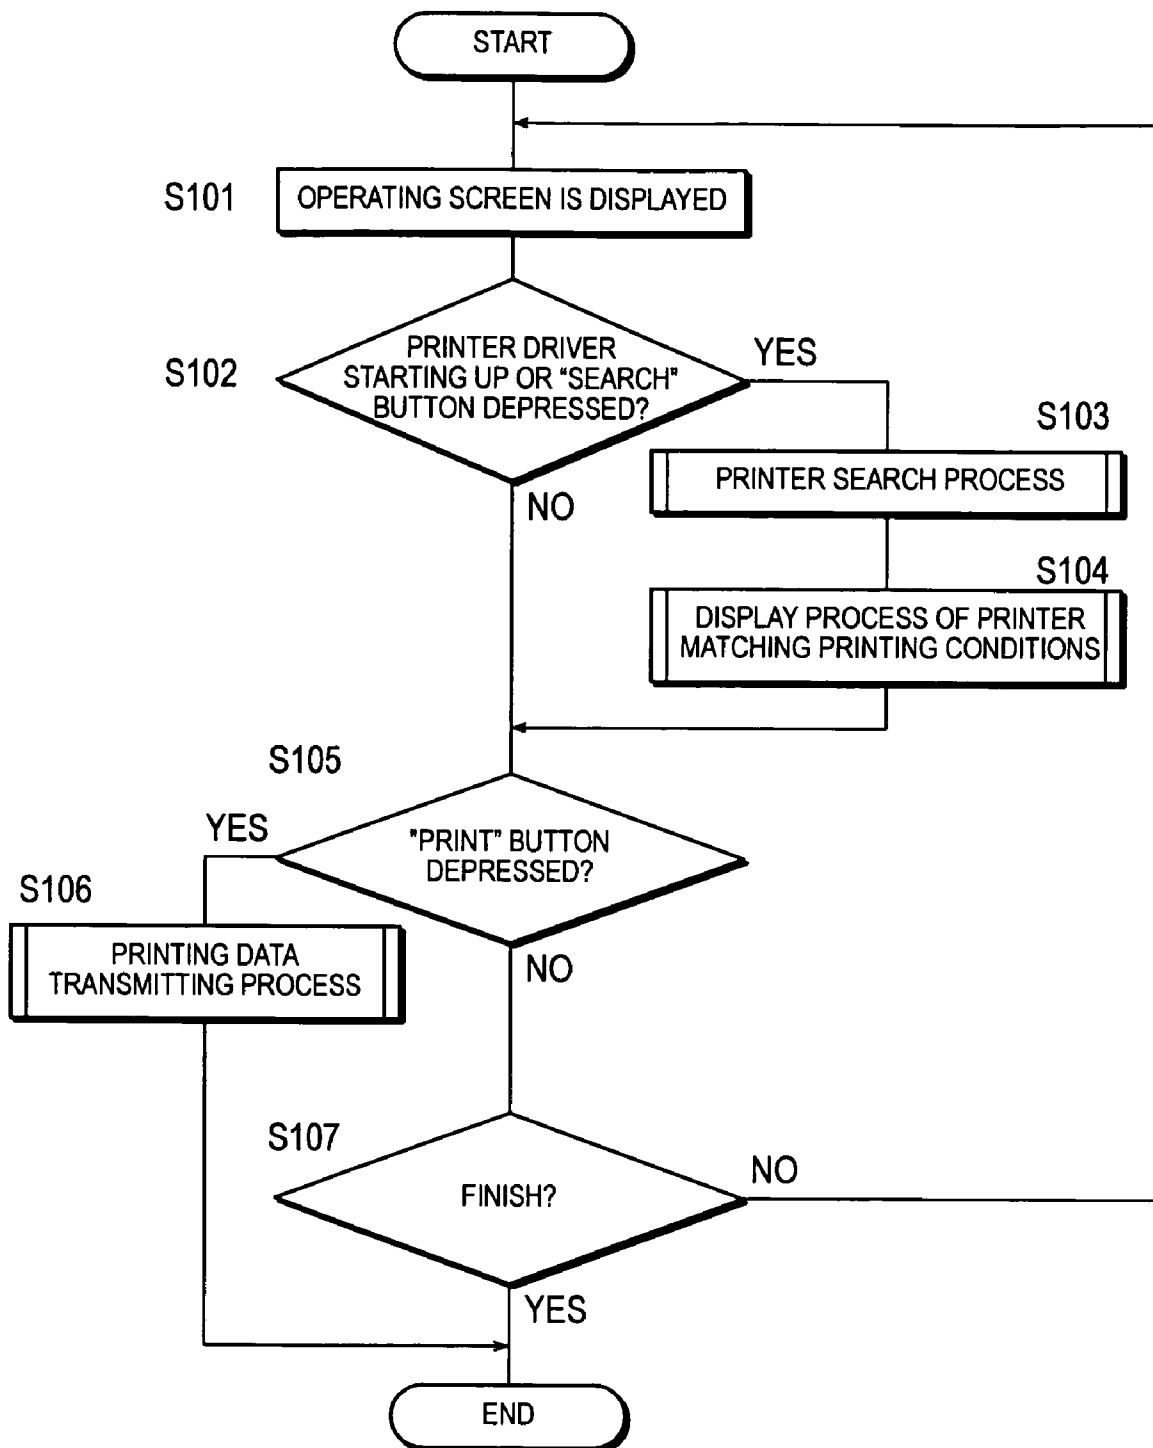 START
S101
OPERATING SCREEN IS DISPLAYED
S102
PRINTER DRIVER
STARTING UP OR "SEARCH"
BUTTON DEPRESSED?
YES
NO
S103
PRINTER SEARCH PROCESS
S104
DISPLAY PROCESS OF PRINTER
MATCHING PRINTING CONDITIONS
S105
"PRINT" BUTTON
DEPRESSED?
YES
NO
S106
PRINTING DATA
TRANSMITTING PROCESS
S107
FINISH?
NO
YES
END